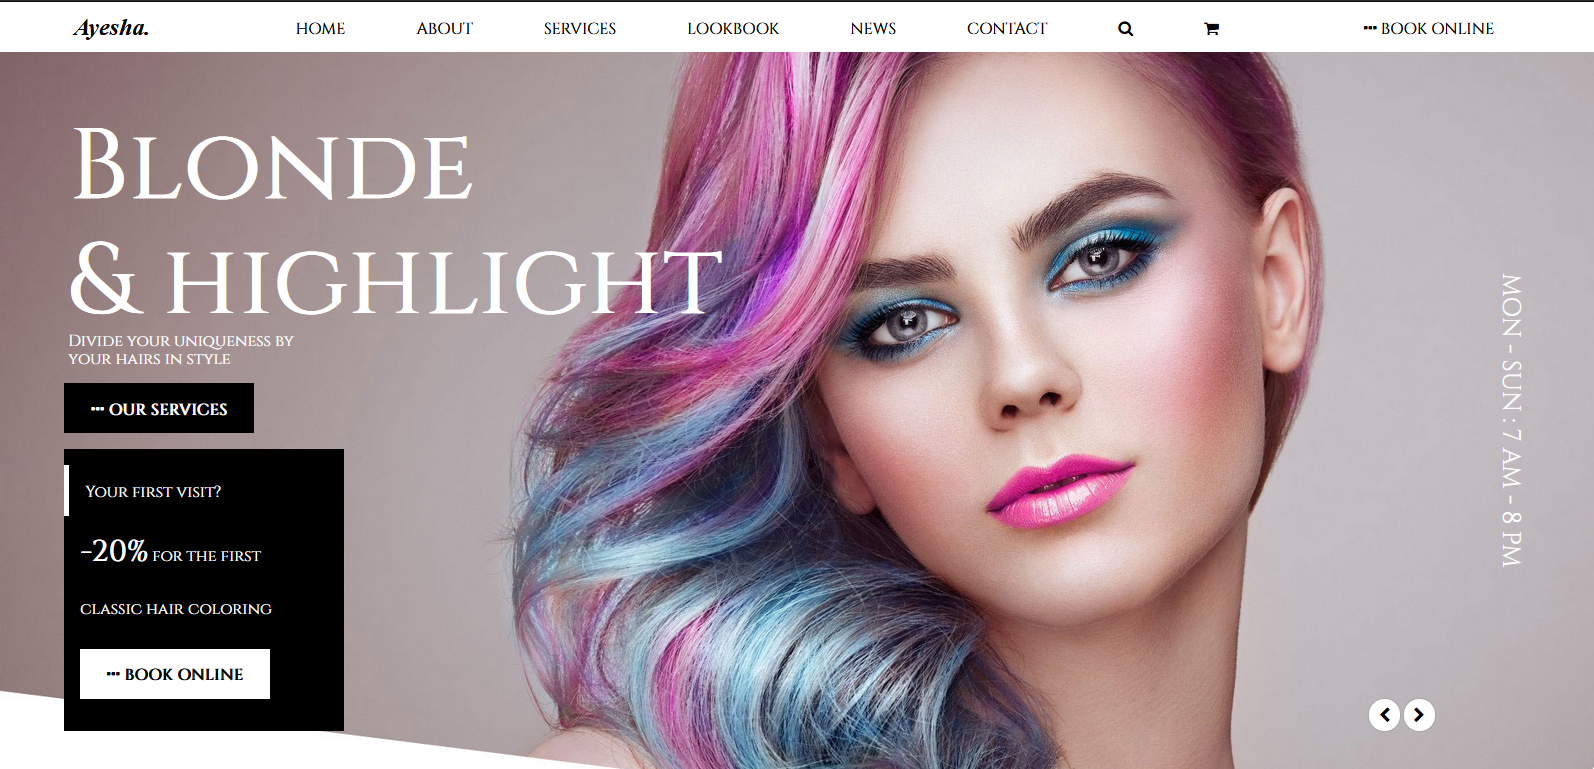 Ayesha.
HOME ABOUT SERVICES LOOKBOOK NEWS CONTACT BOOK ONLINE
Blonde
& highlight
Divide your uniqueness by
your hairs in style
OUR SERVICES
Your first visit?
-20% for the first
classic hair coloring
BOOK ONLINE
MON - SUN : 7 AM - 8 PM